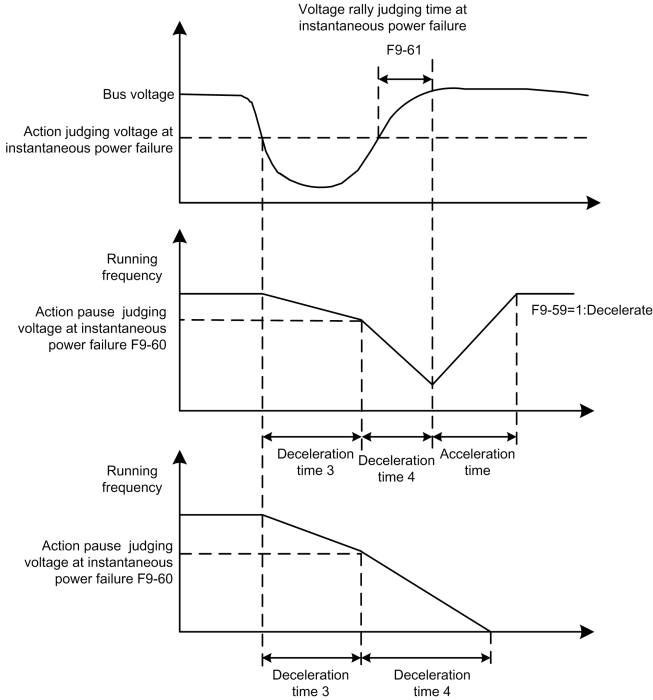 Voltage rally judging time at
instantaneous power failure
F9-61
Bus voltage
Action judging voltage at
instantaneous power failure
Running
frequency
Action pause judging
voltage at instantaneous
power failure F9-60
F9-59=1:Decelerate
Deceleration
time 3
Deceleration
time 4
Acceleration
time
Running
frequency
Action pause judging
voltage at instantaneous
power failure F9-60
Deceleration
time 3
Deceleration
time 4